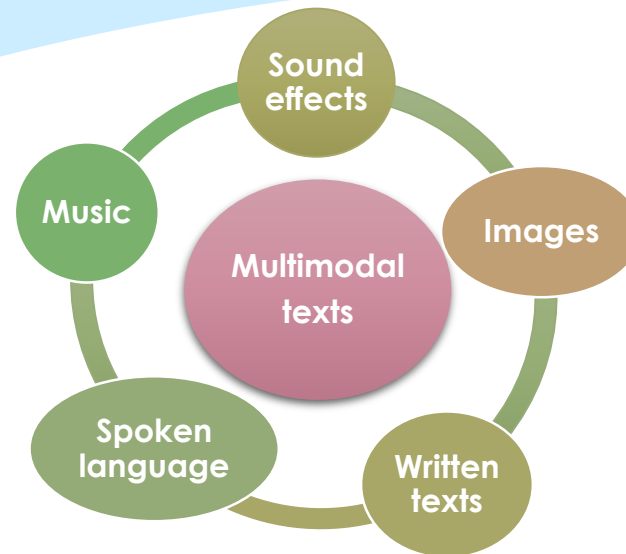 Sound
effects
Images
Written
texts
Spoken
language
Music
Multimodal
texts